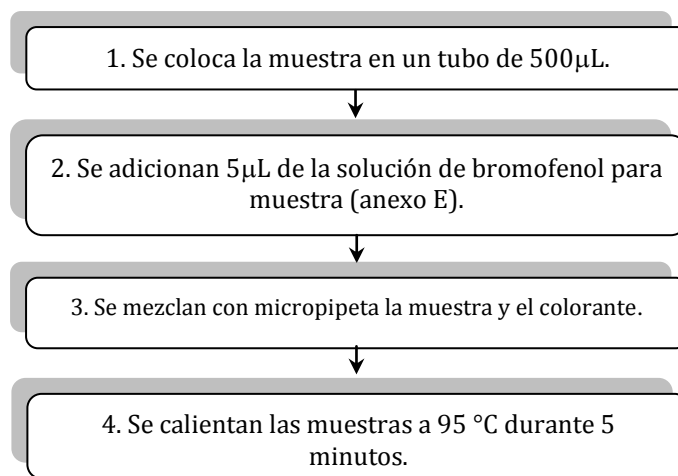 1. Se coloca la muestra en un tubo de 500μL.
2. Se adicionan 5μL de la solución de bromofenol para
muestra (anexo E).
3. Se mezclan con micropipeta la muestra y el colorante.
4. Se calientan las muestras a 95 °C durante 5
minutos.